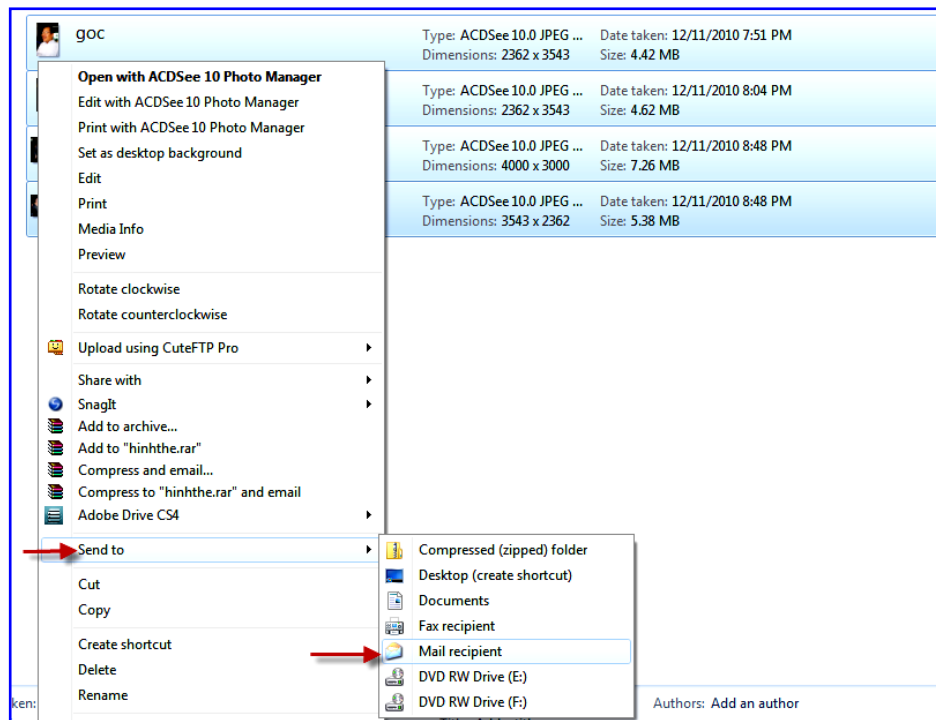 goc
Type: ACDSee 10.0 JPEG ... Date taken: 12/11/2010 7:51 PM
Dimensions: 2362 x 3543 Size: 4.42 MB
Type: ACDSee 10.0 JPEG ... Date taken: 12/11/2010 8:04 PM
Dimensions: 2362 x 3543 Size: 4.62 MB
Type: ACDSee 10.0 JPEG ... Date taken: 12/11/2010 8:48 PM
Dimensions: 4000 x 3000 Size: 7.26 MB
Type: ACDSee 10.0 JPEG ... Date taken: 12/11/2010 8:48 PM
Dimensions: 3543 x 2362 Size: 5.38 MB
Open with ACDSee 10 Photo Manager
Edit with ACDSee 10 Photo Manager
Print with ACDSee 10 Photo Manager
Set as desktop background
Edit
Print
Media Info
Preview
Rotate clockwise
Rotate counterclockwise
Upload using CuteFTP Pro
Share with
SnagIt
Add to archive...
Add to "hinhthe.rar"
Compress and email...
Compress to "hinhthe.rar" and email
Adobe Drive CS4
Send to
Cut
Copy
Create shortcut
Delete
Rename
Compressed (zipped) folder
Desktop (create shortcut)
Documents
Fax recipient
Mail recipient
DVD RW Drive (E:)
DVD RW Drive (F:)
ken:
Authors: Add an author